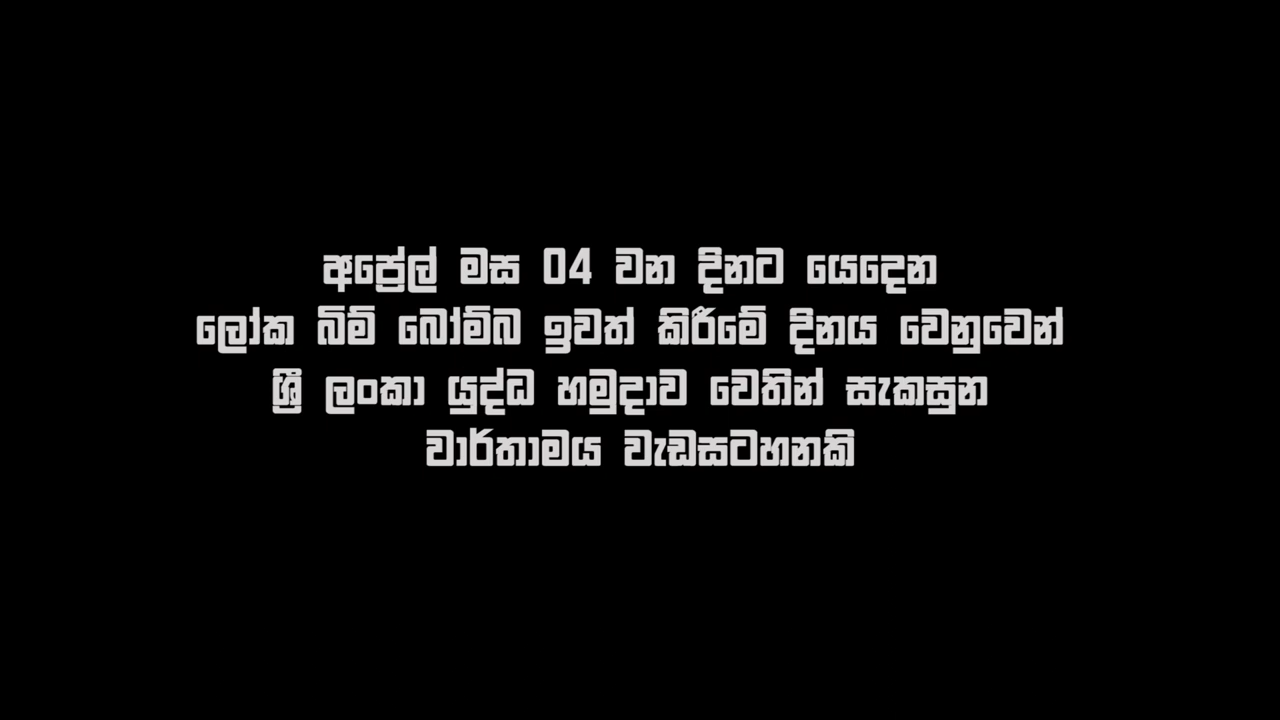 අප්‍රේල් මස 04 වන දිනට යෙදෙන
ලෝක බිම් බෝම්බ ඉවත් කිරීමේ දිනය වෙනුවෙන්
ශ්‍රී ලංකා යුද්ධ හමුදාව වෙතින් සැකසුන
වාර්තාමය වැඩසටහනකි